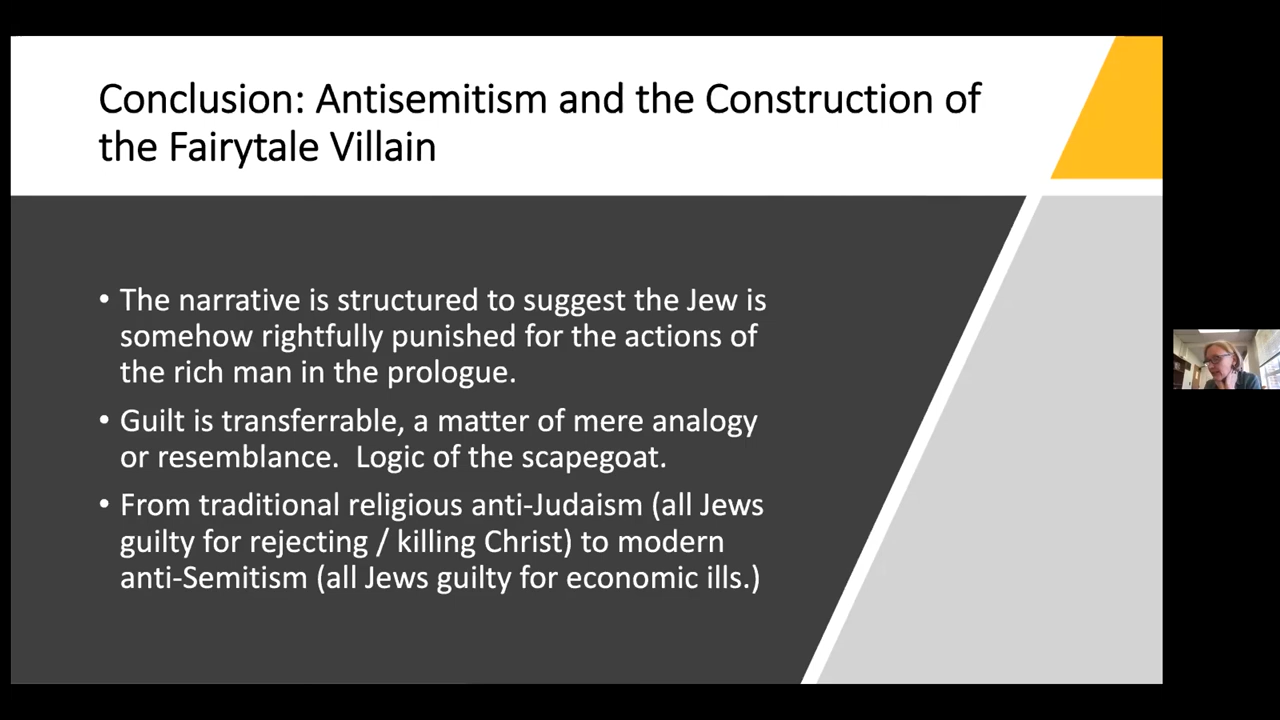 Conclusion: Antisemitism and the Construction of
the Fairytale Villain
• The narrative is structured to suggest the Jew is
somehow rightfully punished for the actions of
the rich man in the prologue.
• Guilt is transferrable, a matter of mere analogy
or resemblance.  Logic of the scapegoat.
• From traditional religious anti-Judaism (all Jews
guilty for rejecting / killing Christ) to modern
anti-Semitism (all Jews guilty for economic ills.)